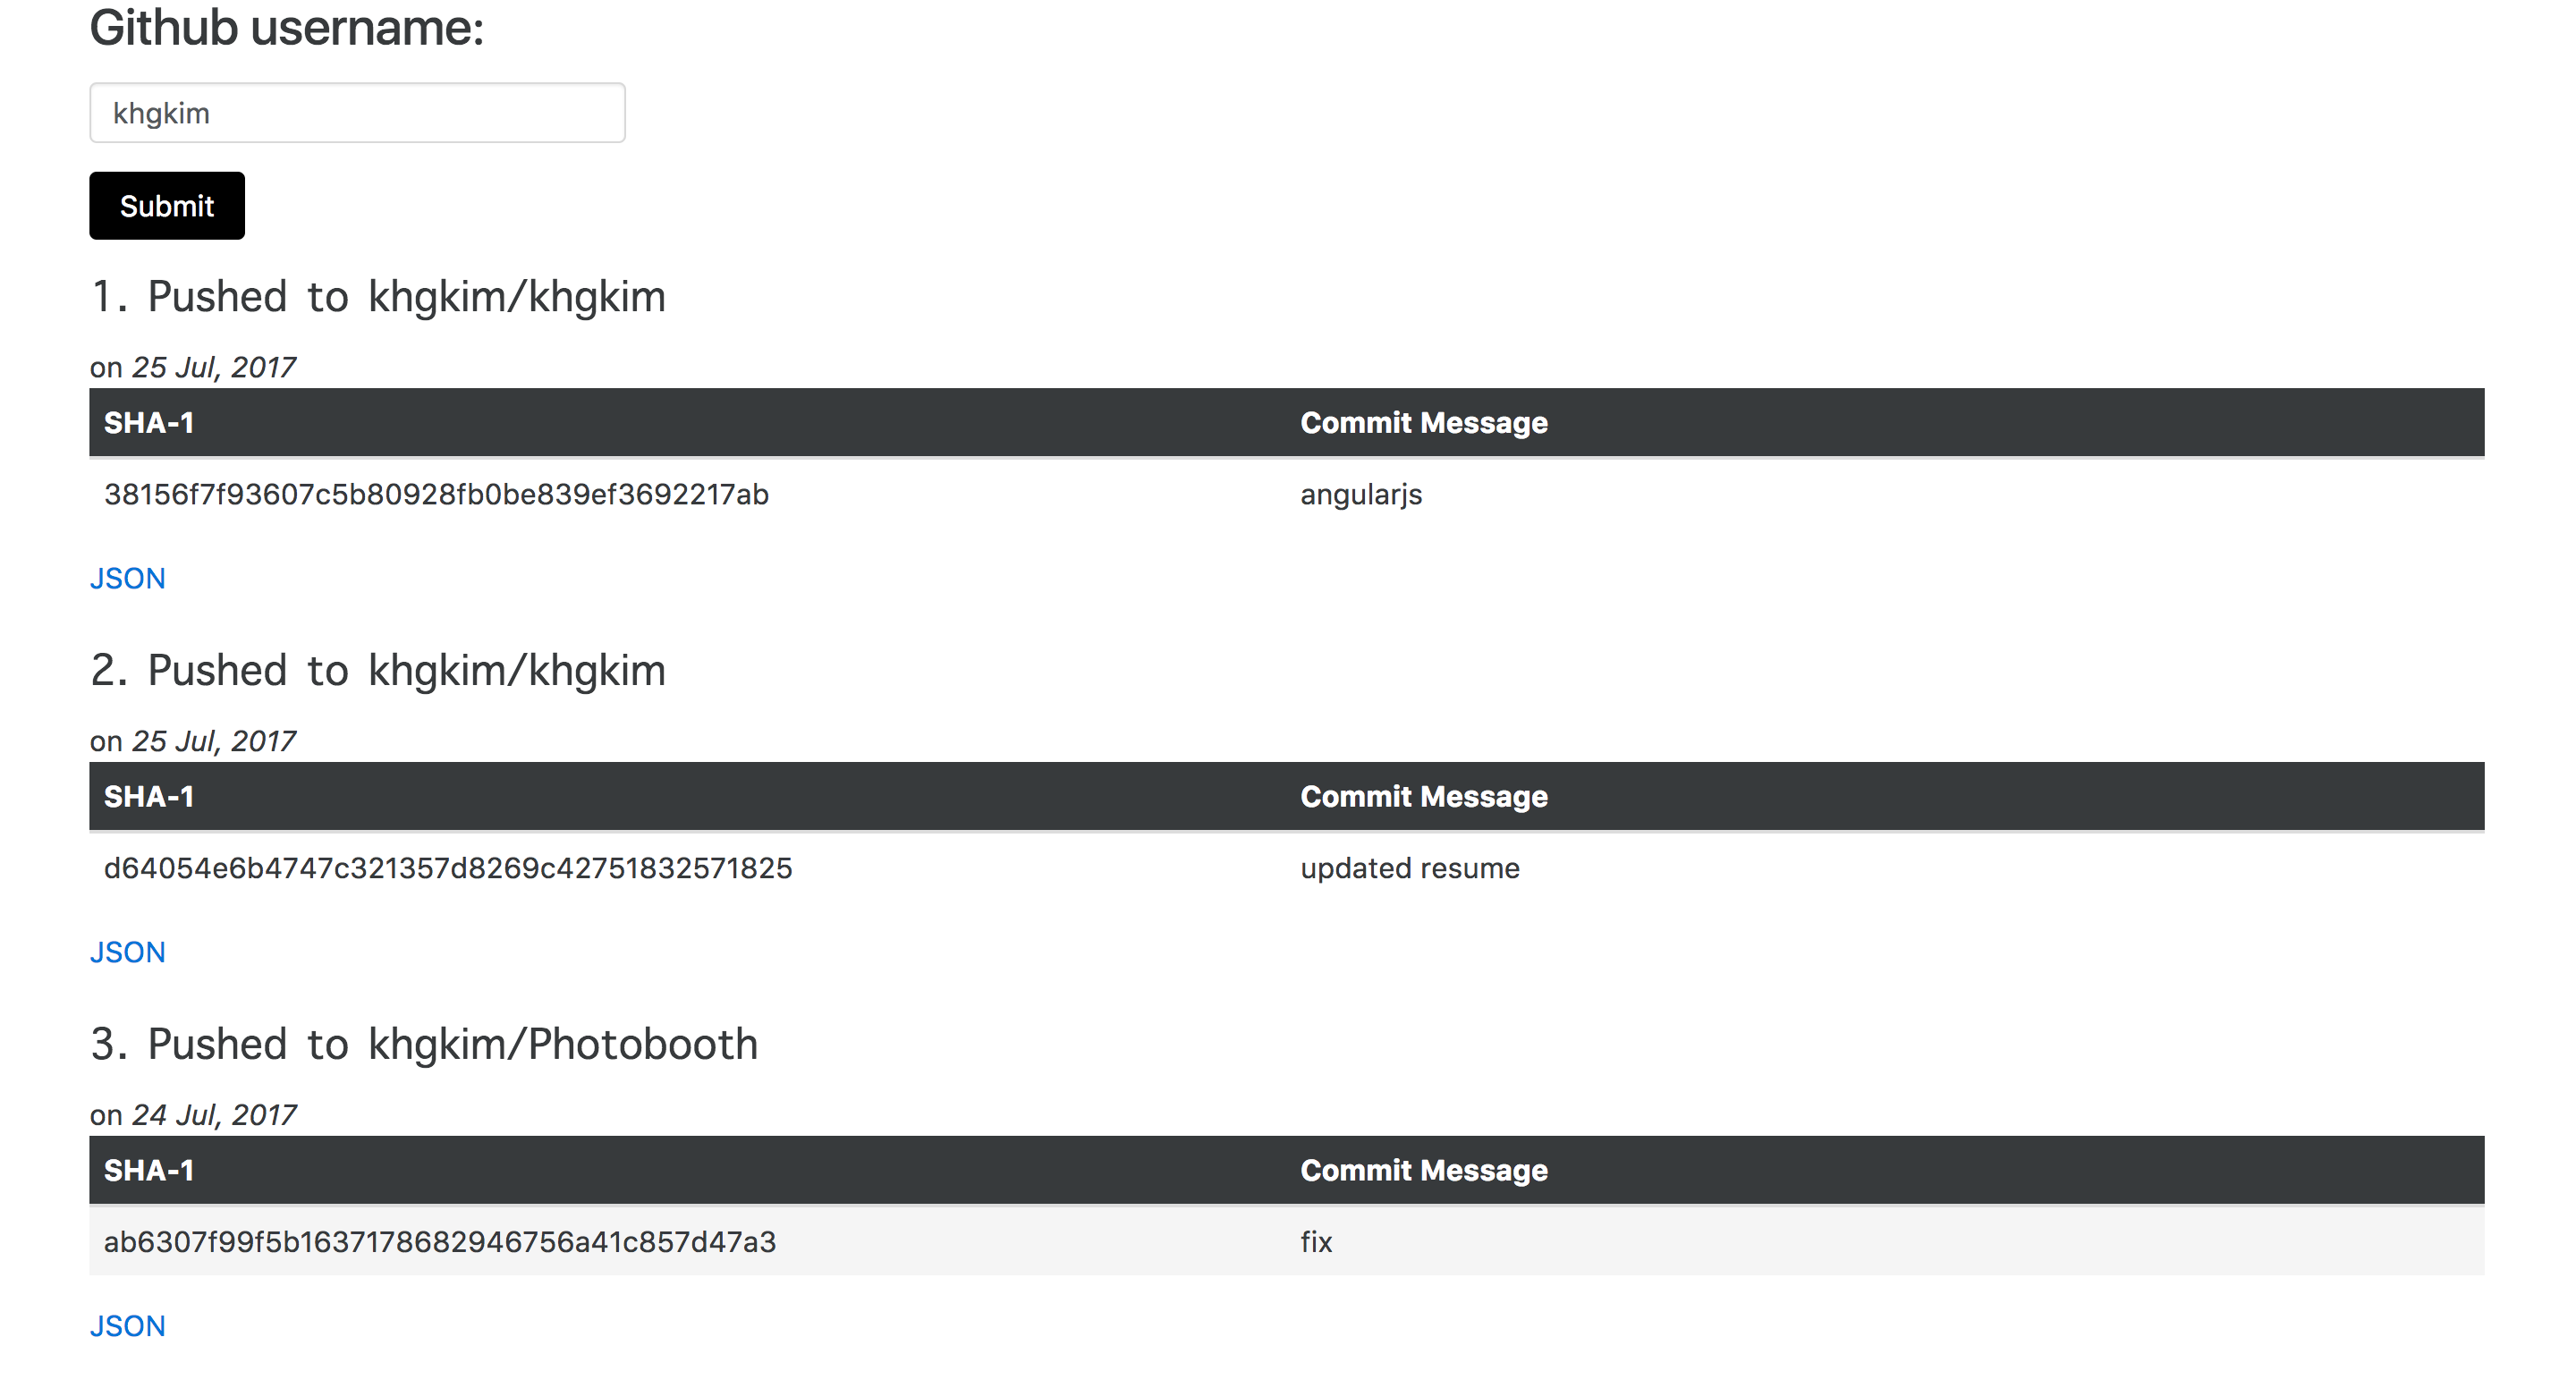 Github username:
khgkim
Submit
1. Pushed to khgkim/khgkim
on 25 Jul, 2017
SHA-1 Commit Message
38156f7f93607c5b80928fb0be839ef3692217ab angularjs
JSON
2. Pushed to khgkim/khgkim
on 25 Jul, 2017
SHA-1 Commit Message
d64054e6b4747c321357d8269c42751832571825 updated resume
JSON
3. Pushed to khgkim/Photobooth
on 24 Jul, 2017
SHA-1 Commit Message
ab6307f99f5b1637178682946756a41c857d47a3 fix
JSON